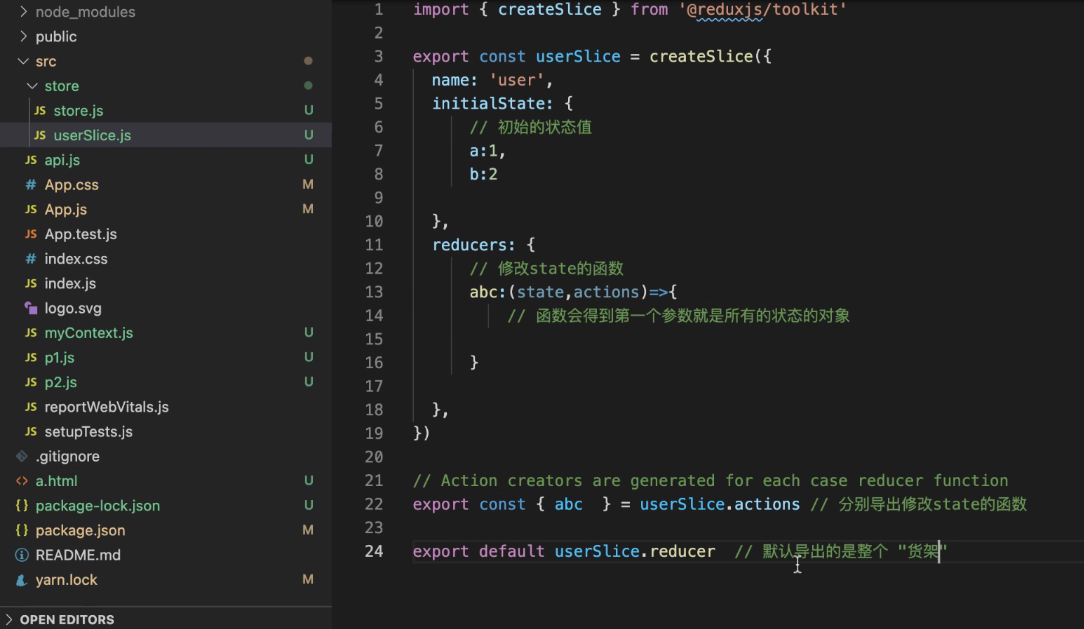 node_modules
public
src
store
JS store.js U
JS userSlice.js U
JS api.js U
# App.css M
JS App.js M
JS App.test.js
# index.css
JS index.js
logo.svg
JS myContext.js U
JS p1.js U
JS p2.js U
JS reportWebVitals.js
JS setupTests.js
.gitignore
<> a.html U
{} package-lock.json U
{} package.json M
README.md
yarn.lock M
OPEN EDITORS
1 import { createSlice } from '@reduxjs/toolkit'
2
3 export const userSlice = createSlice({
4 name: 'user',
5 initialState: {
6 // 初始的状态值
7 a:1,
8 b:2
9
10 },
11 reducers: {
12 // 修改state的函数
13 abc:(state,actions)=>{
14 // 函数会得到第一个参数就是所有的状态的对象
15
16 }
17
18 },
19 })
20
21 // Action creators are generated for each case reducer function
22 export const { abc } = userSlice.actions // 分别导出修改state的函数
23
24 export default userSlice.reducer // 默认导出的是整个 "货架"